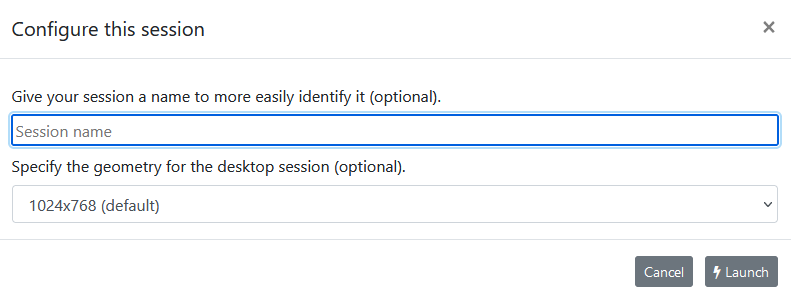 Configure this session
×
Give your session a name to more easily identify it (optional).
Session name
Specify the geometry for the desktop session (optional).
1024x768 (default)
Cancel
Launch